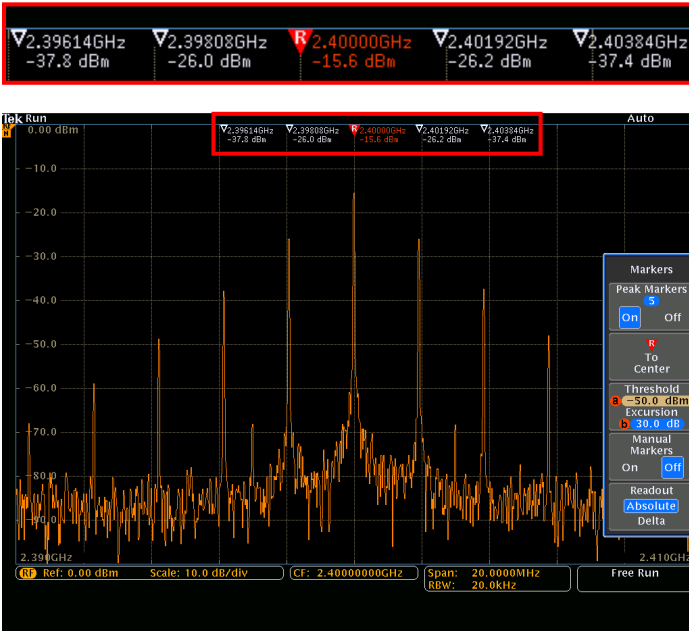 R
2.39614GHz 2.39808GHz 2.40000GHz 2.40192GHz 2.40384GHz
-37.8 dBm -26.0 dBm -15.6 dBm -26.2 dBm -37.4 dBm
Tek Run Auto
0.00 dBm
R
2.39614GHz 2.39808GHz 2.40000GHz 2.40192GHz 2.40384GHz
-37.8 dBm -26.0 dBm -15.6 dBm -26.2 dBm -37.4 dBm
-10.0
-20.0
-30.0
-40.0
-50.0
-60.0
-70.0
-80.0
-90.0
2.390GHz 2.410GHz
Markers
Peak Markers
5
On Off
R
To
Center
Threshold
a -50.0 dBm
Excursion
b 30.0 dB
Manual
Markers
On Off
Readout
Absolute
Delta
RF Ref: 0.00 dBm Scale: 10.0 dB/div CF: 2.40000000GHz Span: 20.0000MHz Free Run
RBW: 20.0kHz